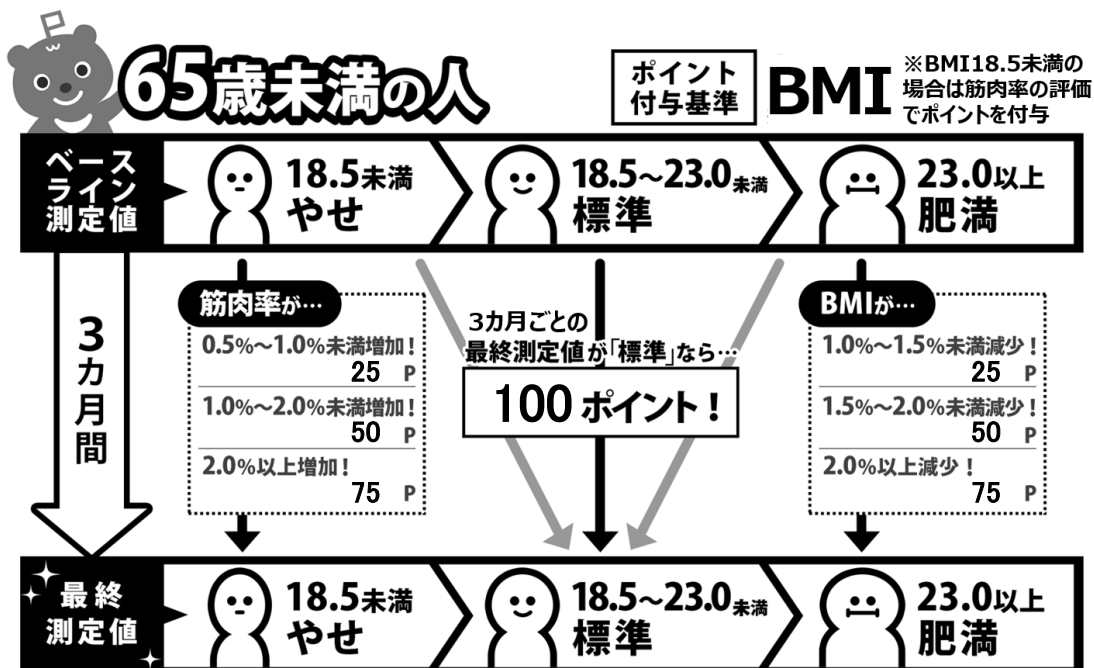 65歳未満の人
ポイント
付与基準
BMI
※BMI18.5未満の
場合は筋肉率の評価
でポイントを付与
ベース
ライン
測定値
18.5未満
やせ
18.5～23.0未満
標準
23.0以上
肥満
3カ月間
筋肉率が…
0.5%～1.0%未満増加！
25 P
1.0%～2.0%未満増加！
50 P
2.0%以上増加！
75 P
3カ月ごとの
最終測定値が「標準」なら…
100 ポイント！
BMIが…
1.0%～1.5%未満減少！
25 P
1.5%～2.0%未満減少！
50 P
2.0%以上減少！
75 P
最終
測定値
18.5未満
やせ
18.5～23.0未満
標準
23.0以上
肥満